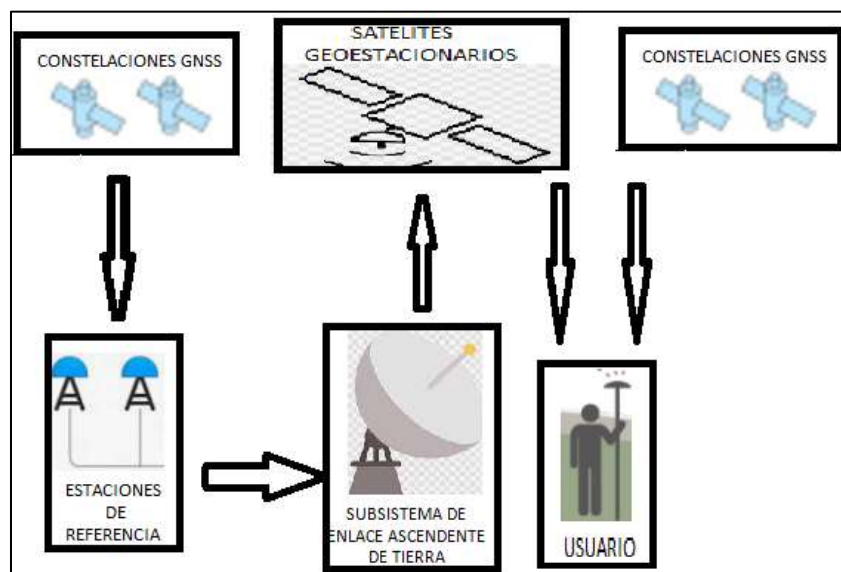 CONSTELACIONES GNSS
SATELITES
GEOESTACIONARIOS
CONSTELACIONES GNSS
ESTACIONES
DE
REFERENCIA
SUBSISTEMA DE
ENLACE ASCENDENTE
DE TIERRA
USUARIO